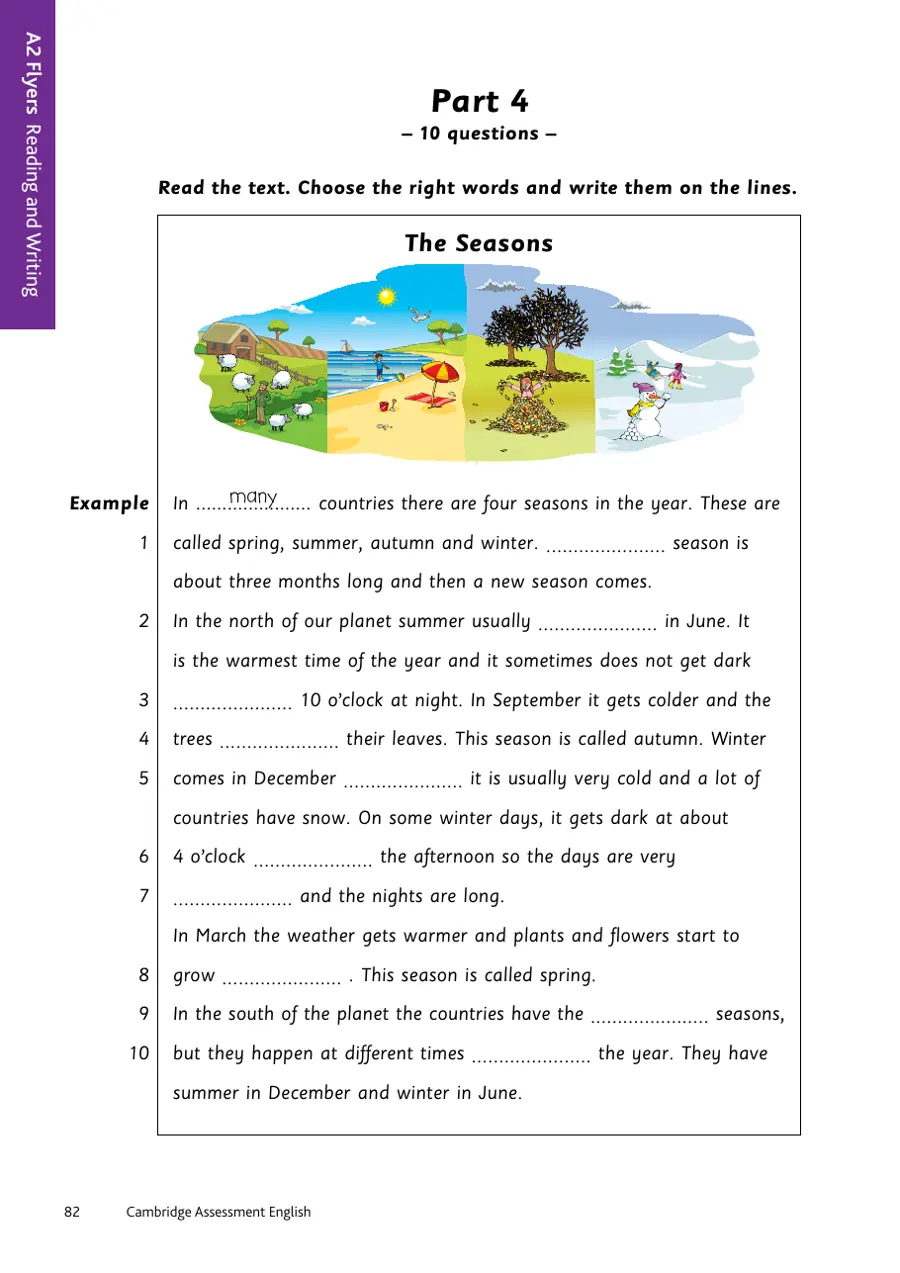 A2 Flyers Reading and Writing
Part 4
– 10 questions –
Read the text. Choose the right words and write them on the lines.
The Seasons
Example In ......many...... countries there are four seasons in the year. These are
1 called spring, summer, autumn and winter. ...................... season is
about three months long and then a new season comes.
2 In the north of our planet summer usually ...................... in June. It
is the warmest time of the year and it sometimes does not get dark
3 ...................... 10 o’clock at night. In September it gets colder and the
4 trees ...................... their leaves. This season is called autumn. Winter
5 comes in December ...................... it is usually very cold and a lot of
countries have snow. On some winter days, it gets dark at about
6 4 o’clock ...................... the afternoon so the days are very
7 ...................... and the nights are long.
In March the weather gets warmer and plants and flowers start to
8 grow ...................... . This season is called spring.
9 In the south of the planet the countries have the ...................... seasons,
10 but they happen at different times ...................... the year. They have
summer in December and winter in June.
82 Cambridge Assessment English